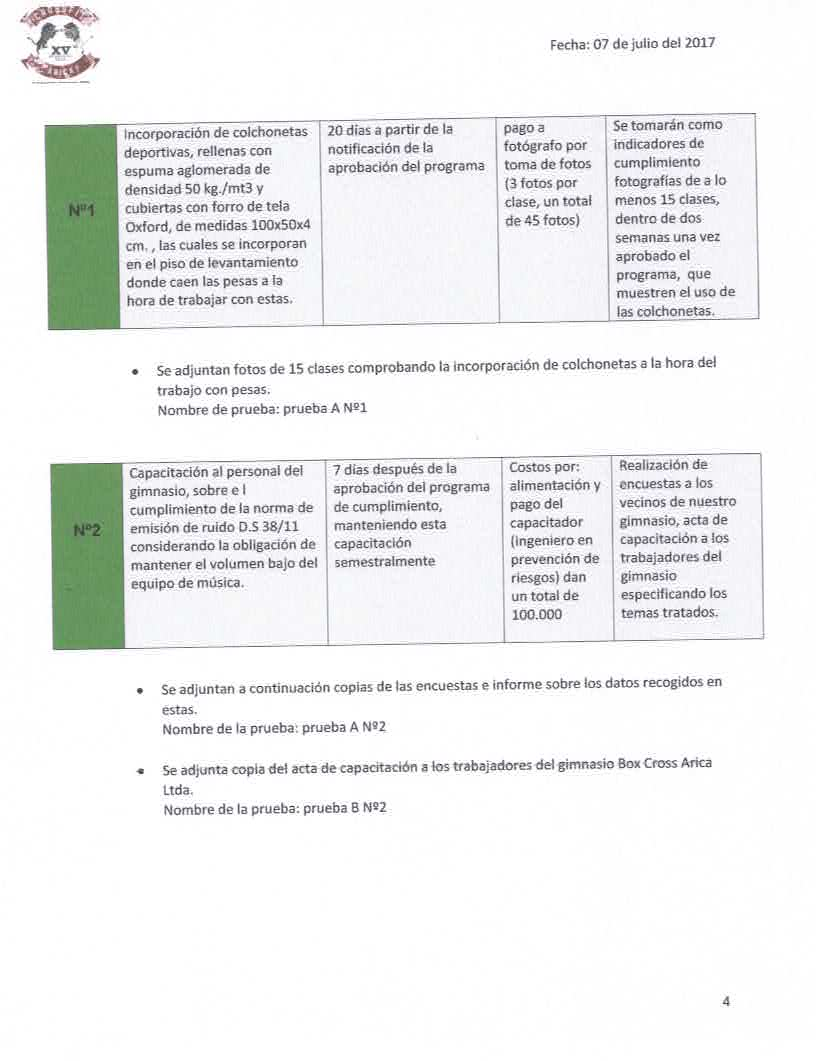 CROSSFIT
XV
ARICA
Fecha: 07 de julio del 2017
Nº1
Incorporación de colchonetas
deportivas, rellenas con
espuma aglomerada de
densidad 50 kg./mt3 y
cubiertas con forro de tela
Oxford, de medidas 100x50x4
cm. , las cuales se incorporan
en el piso de levantamiento
donde caen las pesas a la
hora de trabajar con estas.
20 días a partir de la
notificación de la
aprobación del programa
pago a
fotógrafo por
toma de fotos
(3 fotos por
clase, un total
de 45 fotos)
Se tomarán como
indicadores de
cumplimiento
fotografías de a lo
menos 15 clases,
dentro de dos
semanas una vez
aprobado el
programa, que
muestren el uso de
las colchonetas.
• Se adjuntan fotos de 15 clases comprobando la incorporación de colchonetas a la hora del
trabajo con pesas.
Nombre de prueba: prueba A Nº1
Nº2
Capacitación al personal del
gimnasio, sobre e l
cumplimiento de la norma de
emisión de ruido D.S 38/11
considerando la obligación de
mantener el volumen bajo del
equipo de música.
7 días después de la
aprobación del programa
de cumplimiento,
manteniendo esta
capacitación
semestralmente
Costos por:
alimentación y
pago del
capacitador
(ingeniero en
prevención de
riesgos) dan
un total de
100.000
Realización de
encuestas a los
vecinos de nuestro
gimnasio, acta de
capacitación a los
trabajadores del
gimnasio
especificando los
temas tratados.
• Se adjuntan a continuación copias de las encuestas e informe sobre los datos recogidos en
estas.
Nombre de la prueba: prueba A Nº2
• Se adjunta copia del acta de capacitación a los trabajadores del gimnasio Box Cross Arica
Ltda.
Nombre de la prueba: prueba B Nº2
4